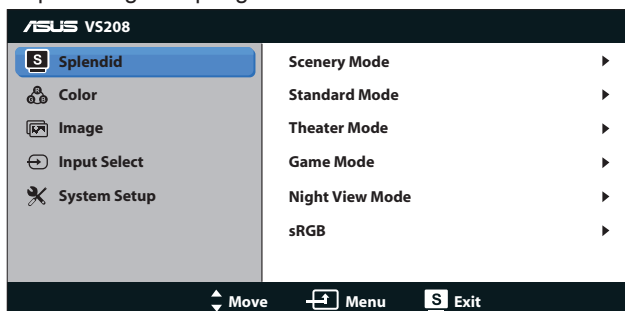 /SUS VS208
S Splendid
Color
Image
Input Select
System Setup
Scenery Mode
Standard Mode
Theater Mode
Game Mode
Night View Mode
sRGB
Move Menu S Exit